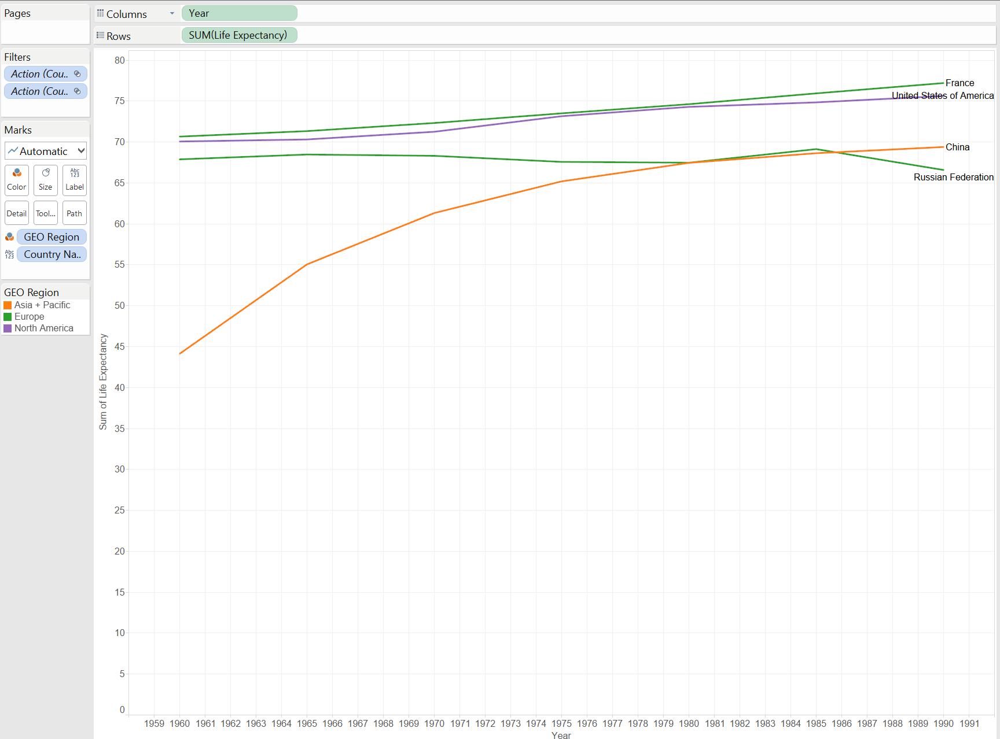 Pages
Columns
Year
Rows
SUM(Life Expectancy)
Filters
Action (Cou..
Action (Cou..
Marks
Automatic
Color
Size
Abc
123
Label
Detail
Tool...
Path
GEO Region
Abc
123
Country Na..
GEO Region
Asia + Pacific
Europe
North America
Sum of Life Expectancy
80
75
70
65
60
55
50
45
40
35
30
25
20
15
10
5
0
France
United States of America
China
Russian Federation
1959 1960 1961 1962 1963 1964 1965 1966 1967 1968 1969 1970 1971 1972 1973 1974 1975 1976 1977 1978 1979 1980 1981 1982 1983 1984 1985 1986 1987 1988 1989 1990 1991
Year